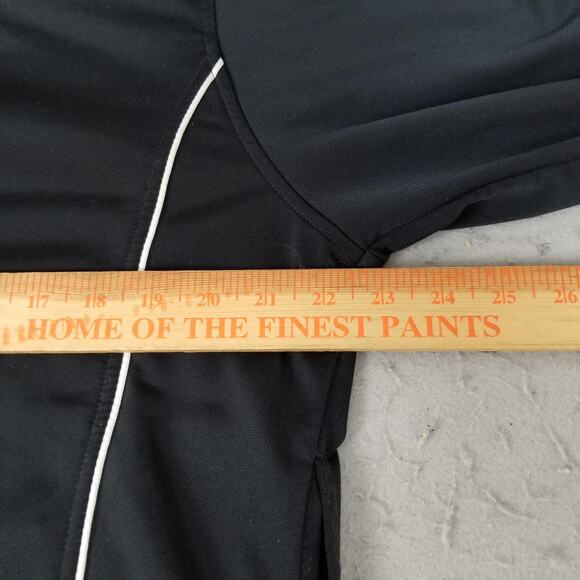 17 18 19 20 21 22 23 24 25 26
HOME OF THE FINEST PAINTS